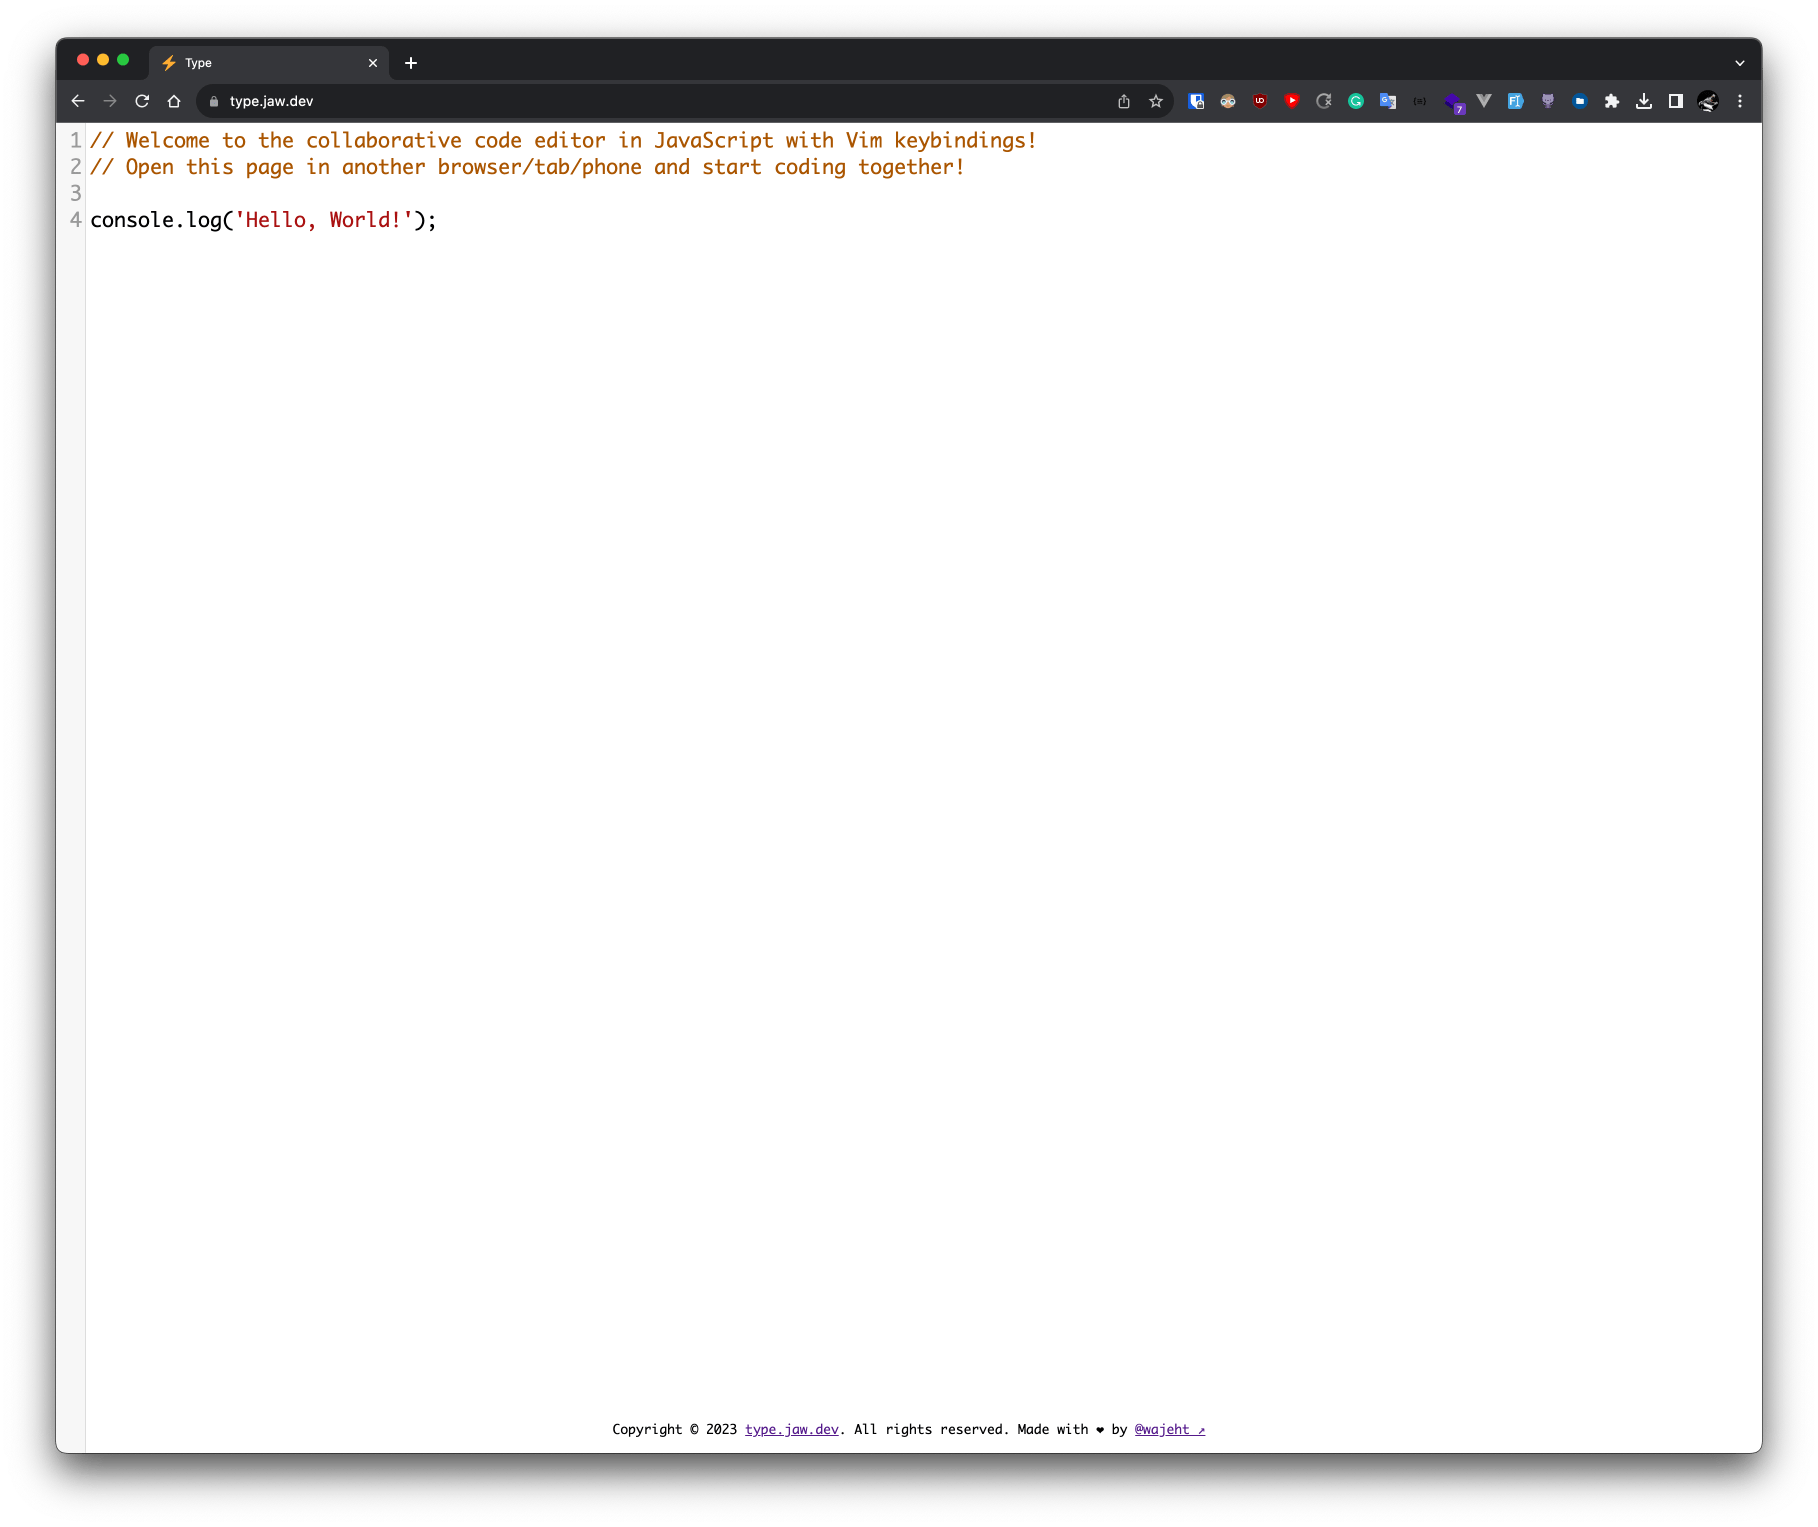 Type
type.jaw.dev
7
1 // Welcome to the collaborative code editor in JavaScript with Vim keybindings!
2 // Open this page in another browser/tab/phone and start coding together!
3
4 console.log('Hello, World!');
Copyright © 2023 type.jaw.dev. All rights reserved. Made with ❤ by @wajeht ↗